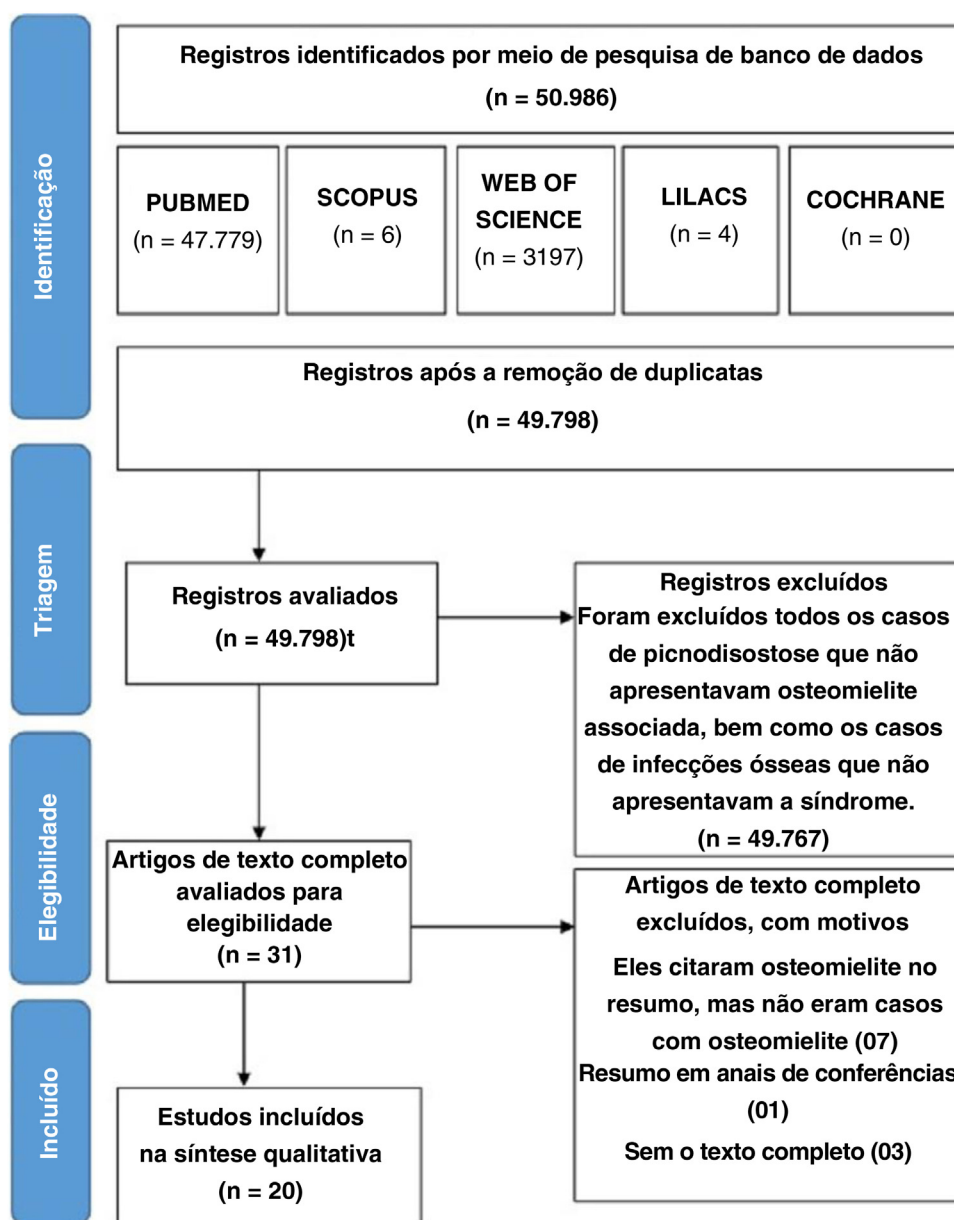 Identificação
Registros identificados por meio de pesquisa de banco de dados
(n = 50.986)
PUBMED
(n = 47.779)
SCOPUS
(n = 6)
WEB OF
SCIENCE
(n = 3197)
LILACS
(n = 4)
COCHRANE
(n = 0)
Registros após a remoção de duplicatas
(n = 49.798)
Triagem
Registros avaliados
(n = 49.798)t
Registros excluídos
Foram excluídos todos os casos
de picnodisostose que não
apresentavam osteomielite
associada, bem como os casos
de infecções ósseas que não
apresentavam a síndrome.
(n = 49.767)
Elegibilidade
Artigos de texto completo
avaliados para
elegibilidade
(n = 31)
Artigos de texto completo
excluídos, com motivos
Eles citaram osteomielite no
resumo, mas não eram casos
com osteomielite (07)
Resumo em anais de conferências
(01)
Sem o texto completo (03)
Incluído
Estudos incluídos
na síntese qualitativa
(n = 20)